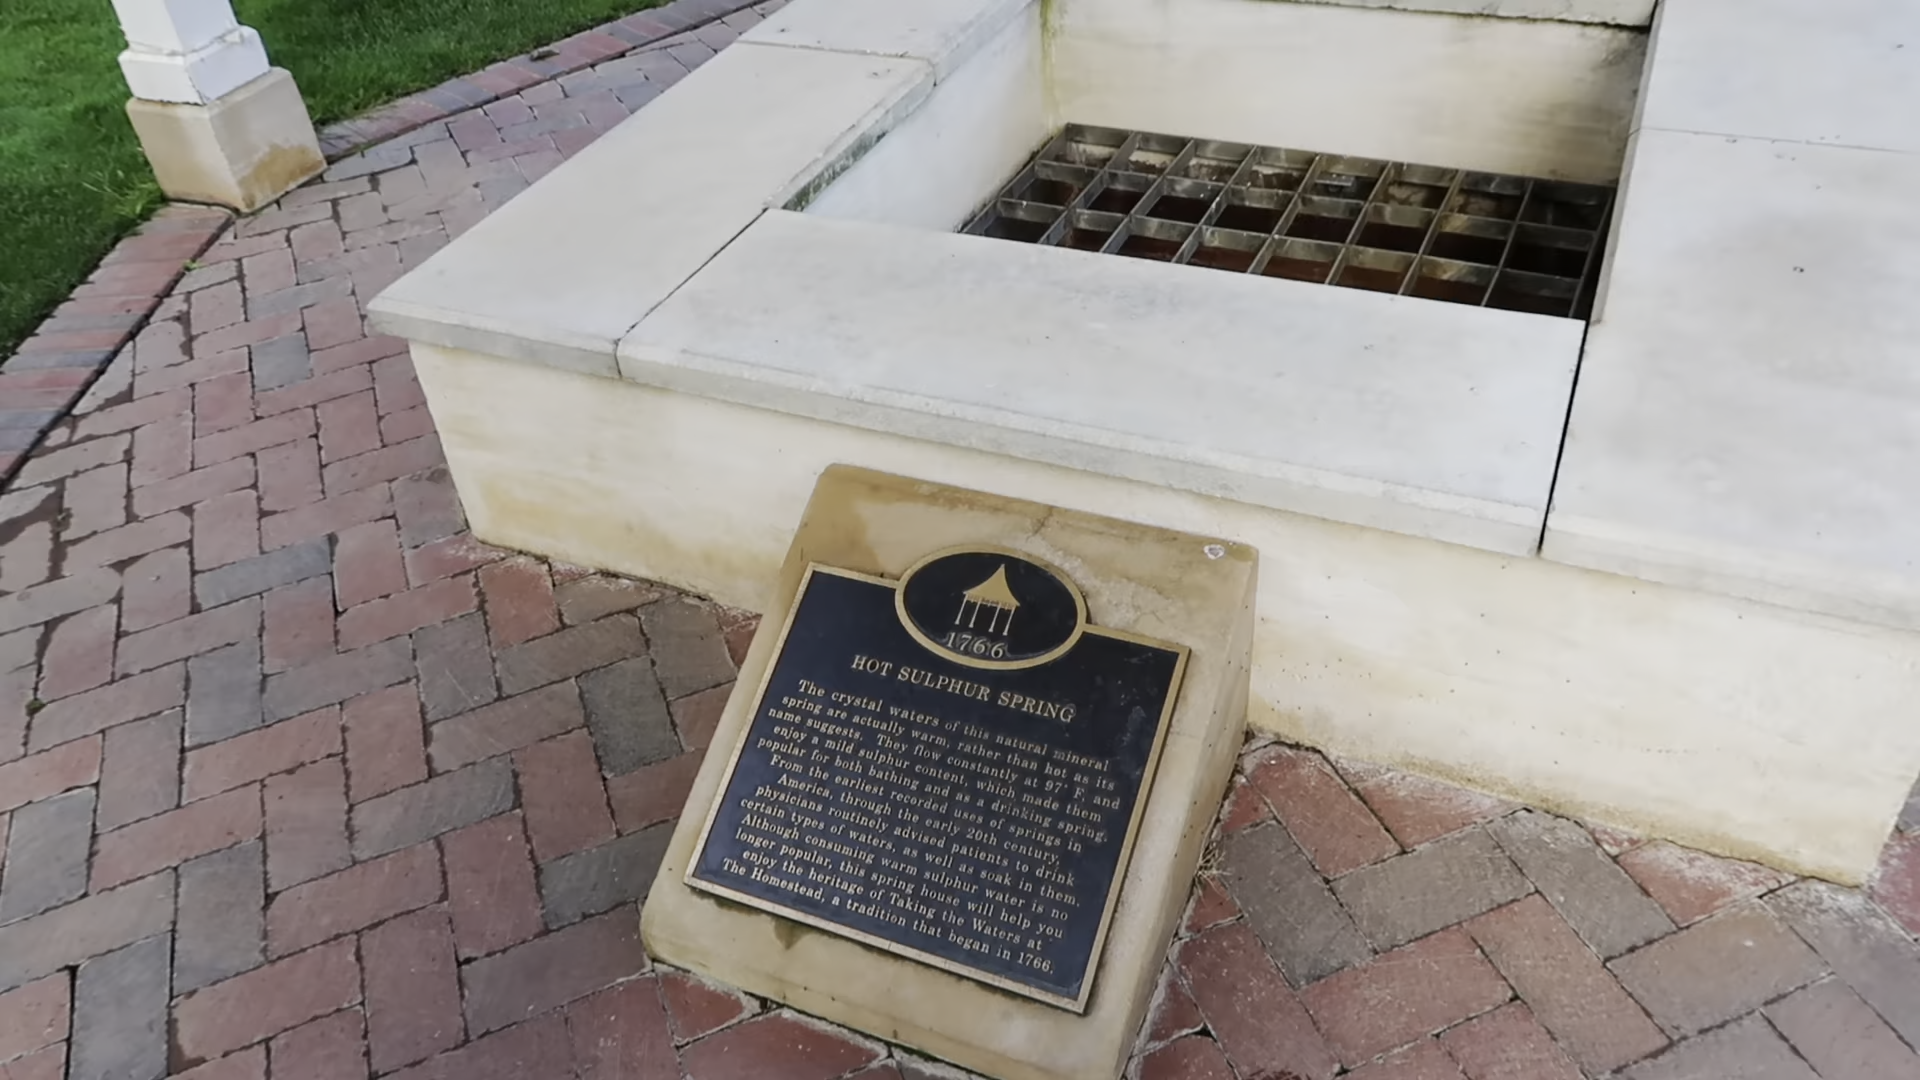 1766
HOT SULPHUR SPRING
The crystal waters of this natural mineral
spring are actually warm, rather than hot as its
name suggests. They flow constantly at 97° F, and
enjoy a mild sulphur content, which made them
popular for both bathing and as a drinking spring.
From the earliest recorded uses of springs in
America, through the early 20th century,
physicians routinely advised patients to drink
certain types of waters, as well as soak in them.
Although consuming warm sulphur water is no
longer popular, this spring house will help you
enjoy the heritage of Taking the Waters at
The Homestead, a tradition that began in 1766.